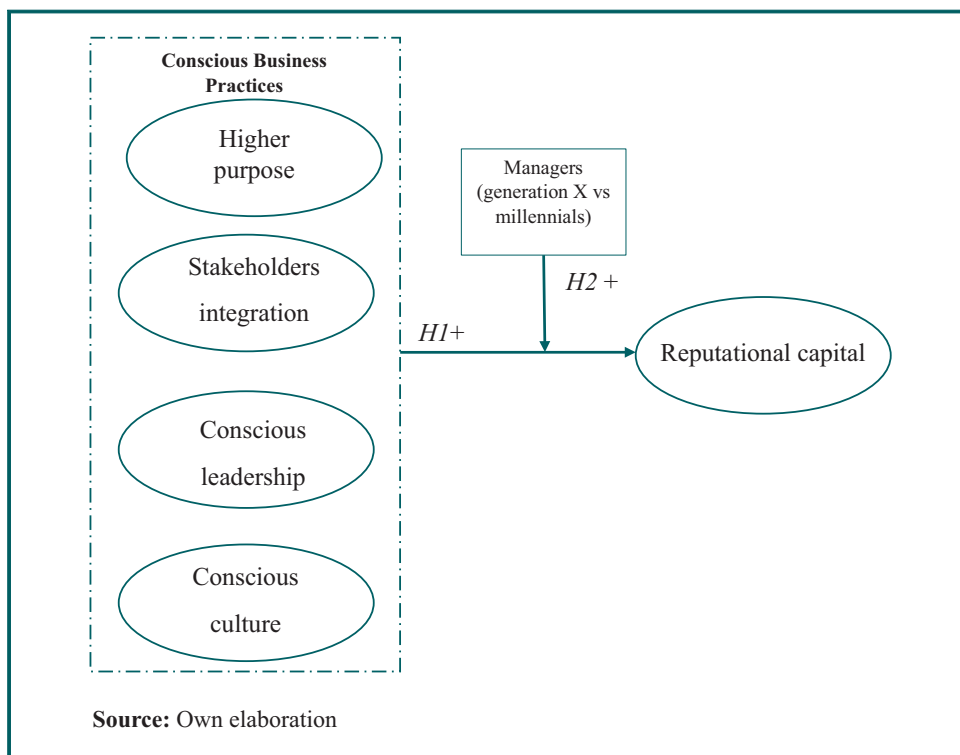 Conscious Business
Practices
Higher
purpose
Stakeholders
integration
Conscious
leadership
Conscious
culture
H1+
Managers
(generation X vs
millennials)
H2 +
Reputational capital
Source: Own elaboration